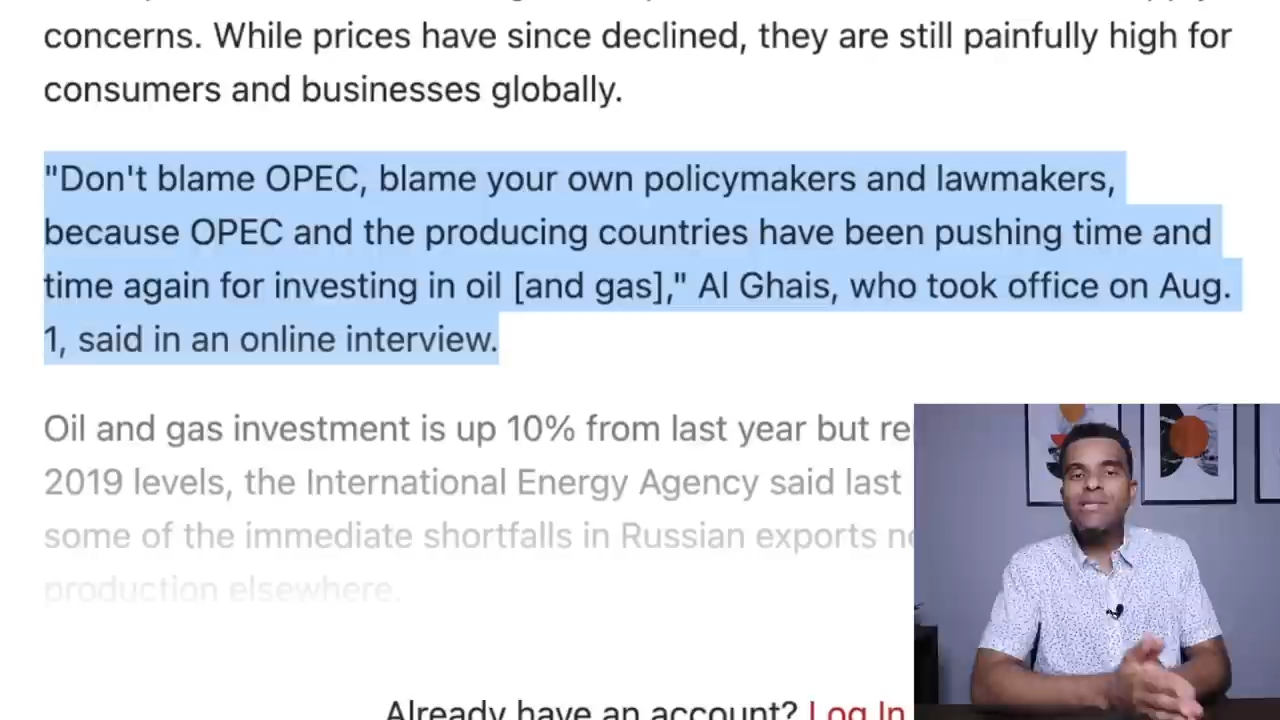 concerns. While prices have since declined, they are still painfully high for
consumers and businesses globally.
"Don't blame OPEC, blame your own policymakers and lawmakers,
because OPEC and the producing countries have been pushing time and
time again for investing in oil [and gas]," Al Ghais, who took office on Aug.
1, said in an online interview.
Oil and gas investment is up 10% from last year but
2019 levels, the International Energy Agency said last
some of the immediate shortfalls in Russian exports
production elsewhere.
Already have an account? Log In